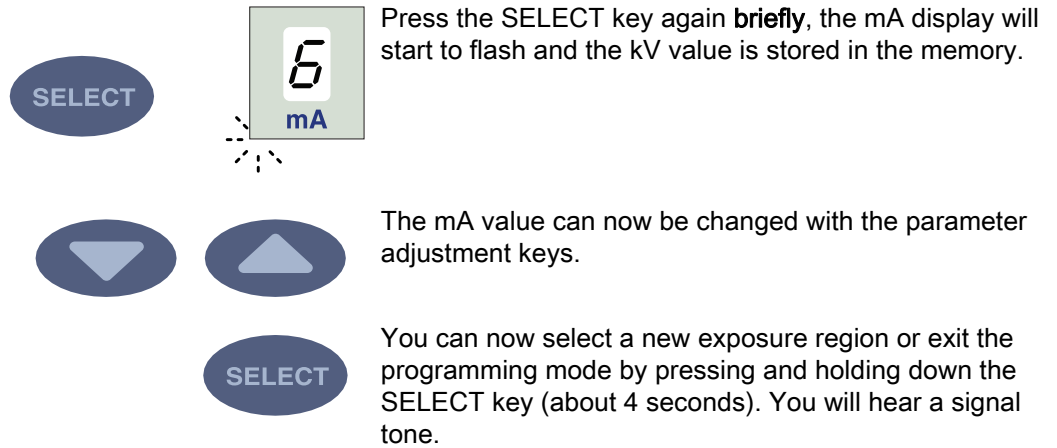 Press the SELECT key again briefly, the mA display will
start to flash and the kV value is stored in the memory.
SELECT
6
mA
The mA value can now be changed with the parameter
adjustment keys.
You can now select a new exposure region or exit the
programming mode by pressing and holding down the
SELECT key (about 4 seconds). You will hear a signal
tone.
SELECT